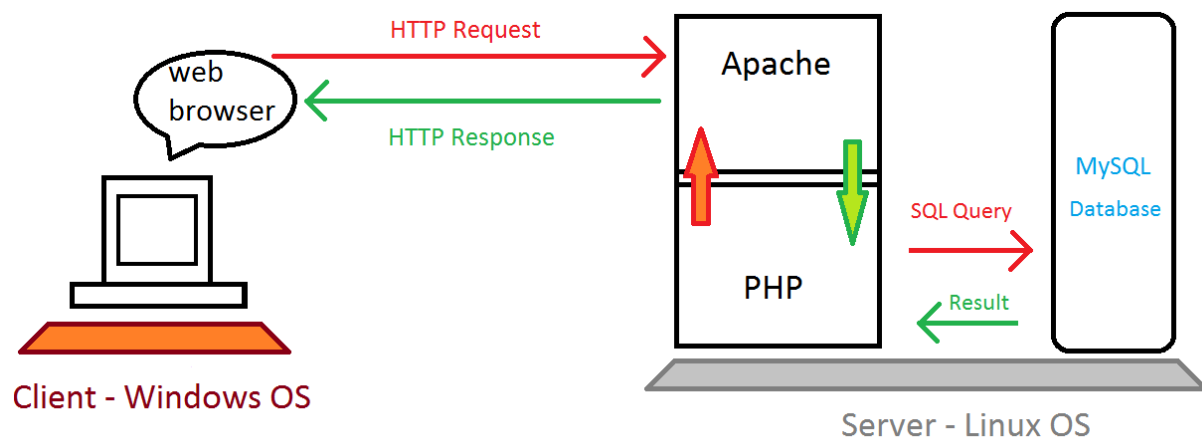 HTTP Request
web
browser
HTTP Response
Apache
PHP
SQL Query
Result
MySQL
Database
Client - Windows OS
Server - Linux OS